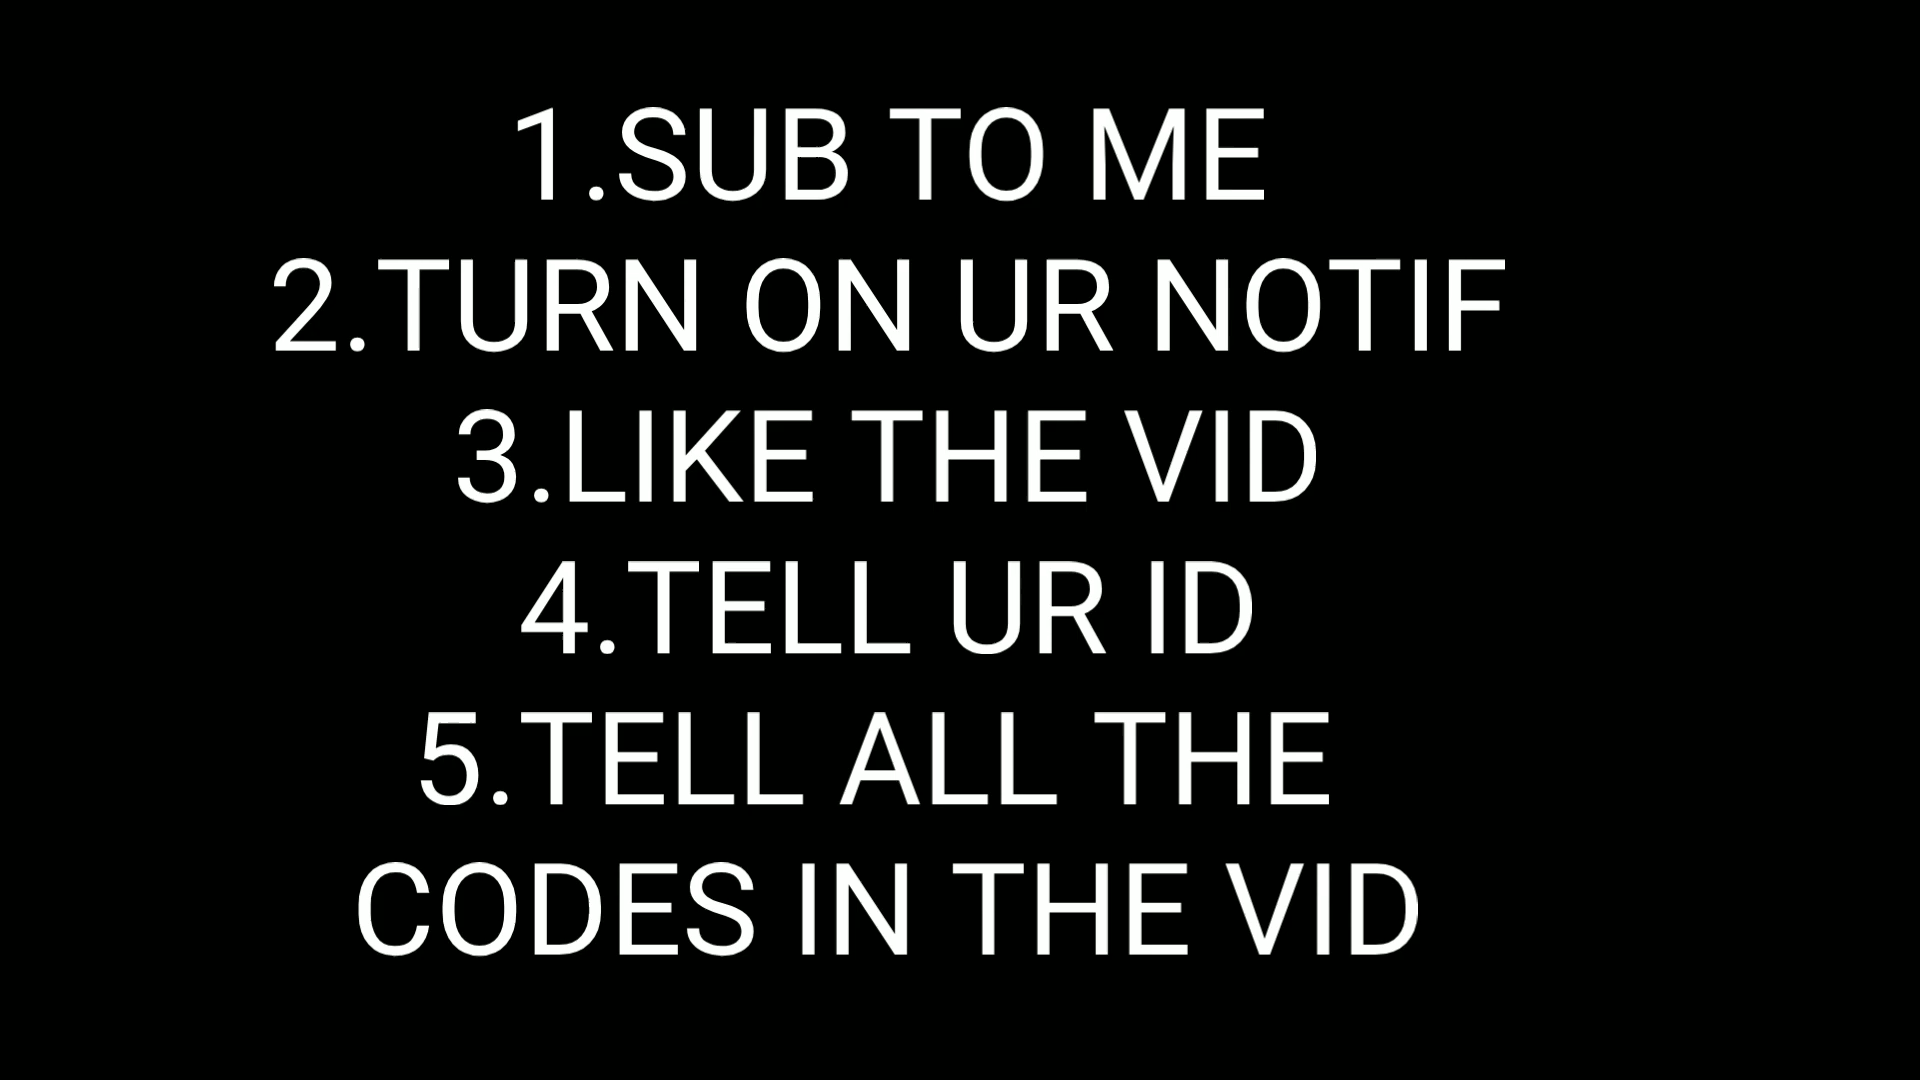 1.SUB TO ME
2.TURN ON UR NOTIF
3.LIKE THE VID
4.TELL UR ID
5.TELL ALL THE
CODES IN THE VID